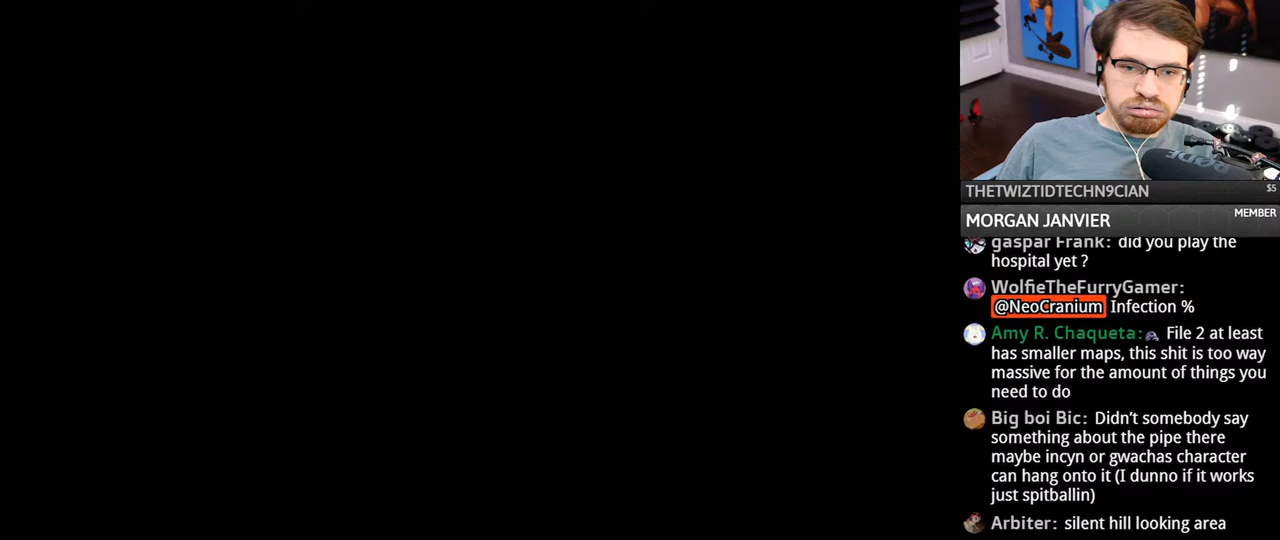 THETWIZTIDTECHN9CIAN $5
MORGAN JANVIER MEMBER
gaspar Frank: did you play the
hospital yet ?
WolfieTheFurryGamer:
@NeoCranium Infection %
Amy R. Chaqueta: File 2 at least
has smaller maps, this shit is too way
massive for the amount of things you
need to do
Big boi Bic: Didn't somebody say
something about the pipe there
maybe incyn or gwachas character
can hang onto it (I dunno if it works
just spitballin)
Arbiter: silent hill looking area
RODE